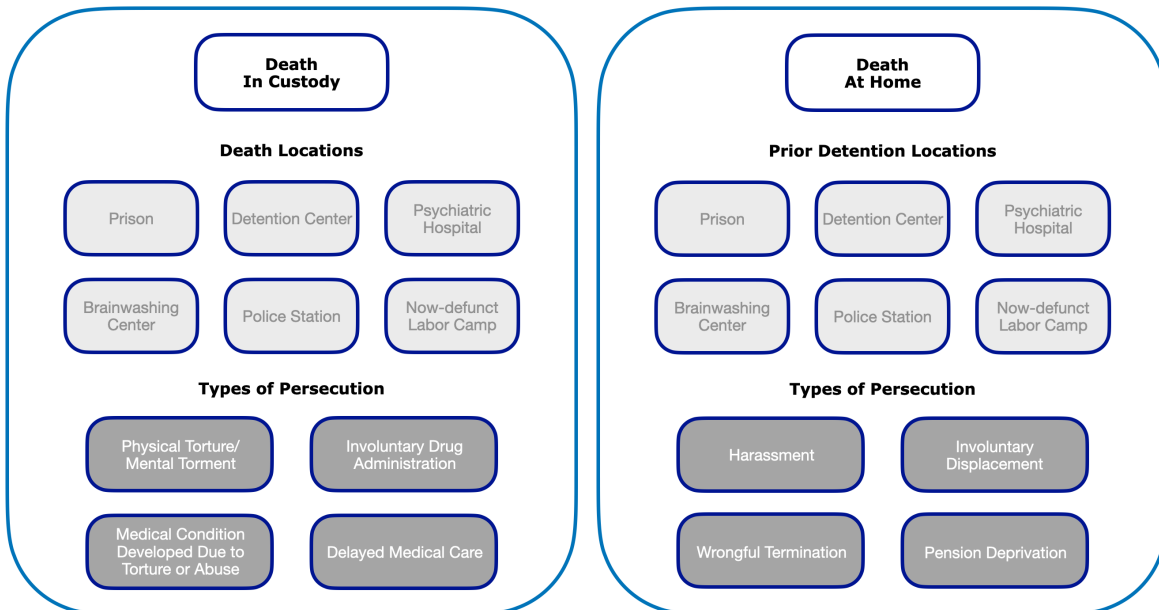 Death
In Custody
Death Locations
Prison
Detention Center
Psychiatric
Hospital
Brainwashing
Center
Police Station
Now-defunct
Labor Camp
Types of Persecution
Physical Torture/
Mental Torment
Involuntary Drug
Administration
Medical Condition
Developed Due to
Torture or Abuse
Delayed Medical Care
Death
At Home
Prior Detention Locations
Prison
Detention Center
Psychiatric
Hospital
Brainwashing
Center
Police Station
Now-defunct
Labor Camp
Types of Persecution
Harassment
Involuntary
Displacement
Wrongful Termination
Pension Deprivation